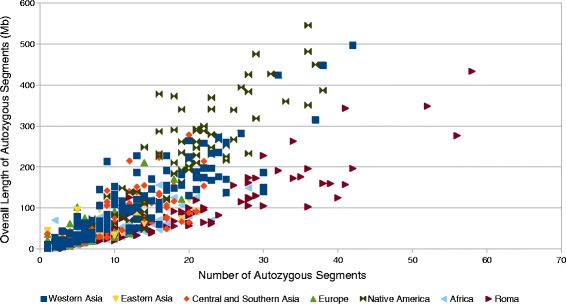 Overall Length of Autozygous Segments (Mb)
600
500
400
300
200
100
0
0 10 20 30 40 50 60 70
Number of Autozygous Segments
Western Asia Eastern Asia Central and Southern Asia Europe Native America Africa Roma